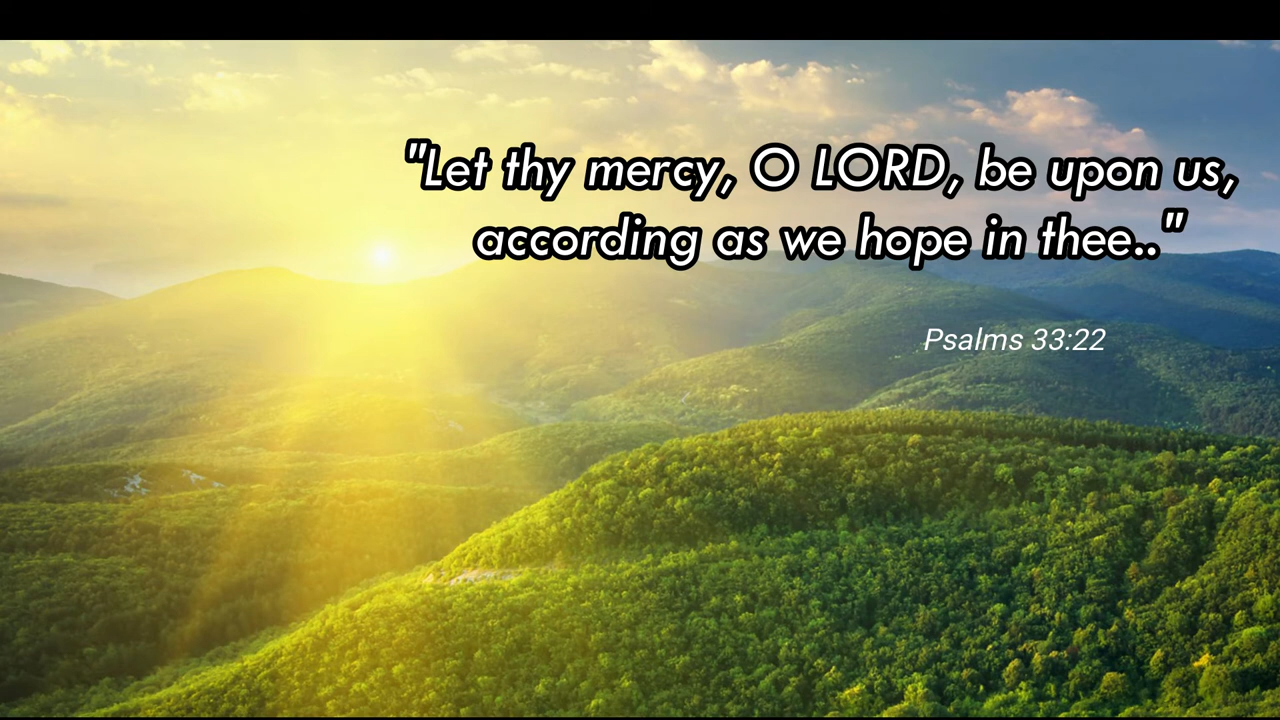 "Let thy mercy, O LORD, be upon us,
according as we hope in thee.."
Psalms 33:22